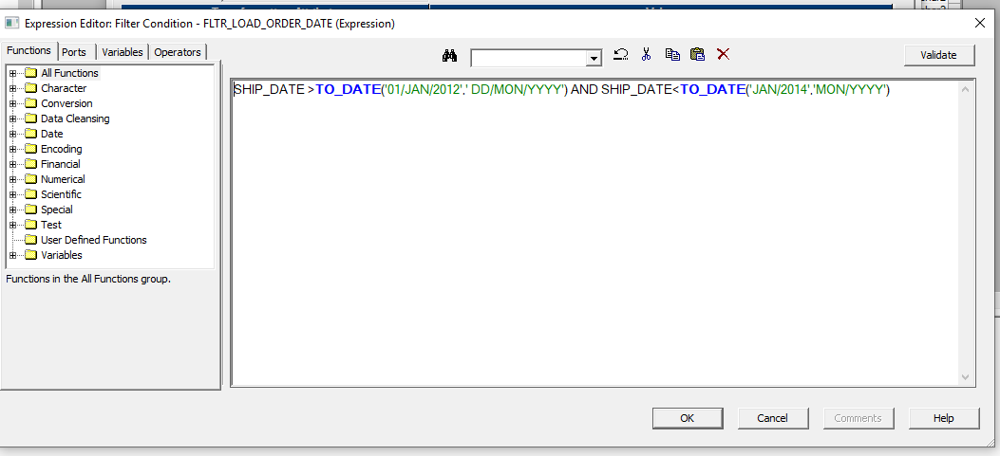 Expression Editor: Filter Condition - FLTR_LOAD_ORDER_DATE (Expression)
Functions Ports Variables Operators
Validate
All Functions
Character
Conversion
Data Cleansing
Date
Encoding
Financial
Numerical
Scientific
Special
Test
User Defined Functions
Variables
Functions in the All Functions group.
SHIP_DATE >TO_DATE('01/JAN/2012',' DD/MON/YYYY') AND SHIP_DATE<TO_DATE('JAN/2014','MON/YYYY')
OK Cancel Comments Help